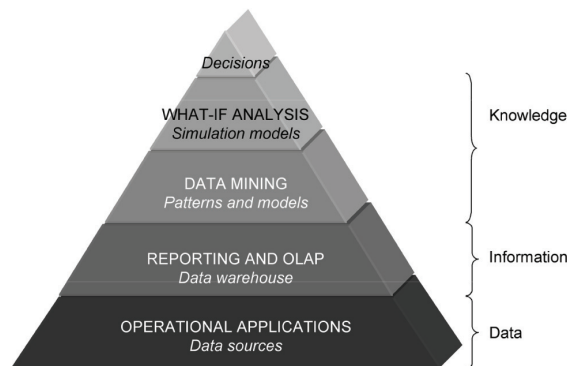 Decisions
WHAT-IF ANALYSIS
Simulation models
Knowledge
DATA MINING
Patterns and models
REPORTING AND OLAP
Data warehouse
Information
OPERATIONAL APPLICATIONS
Data sources
Data